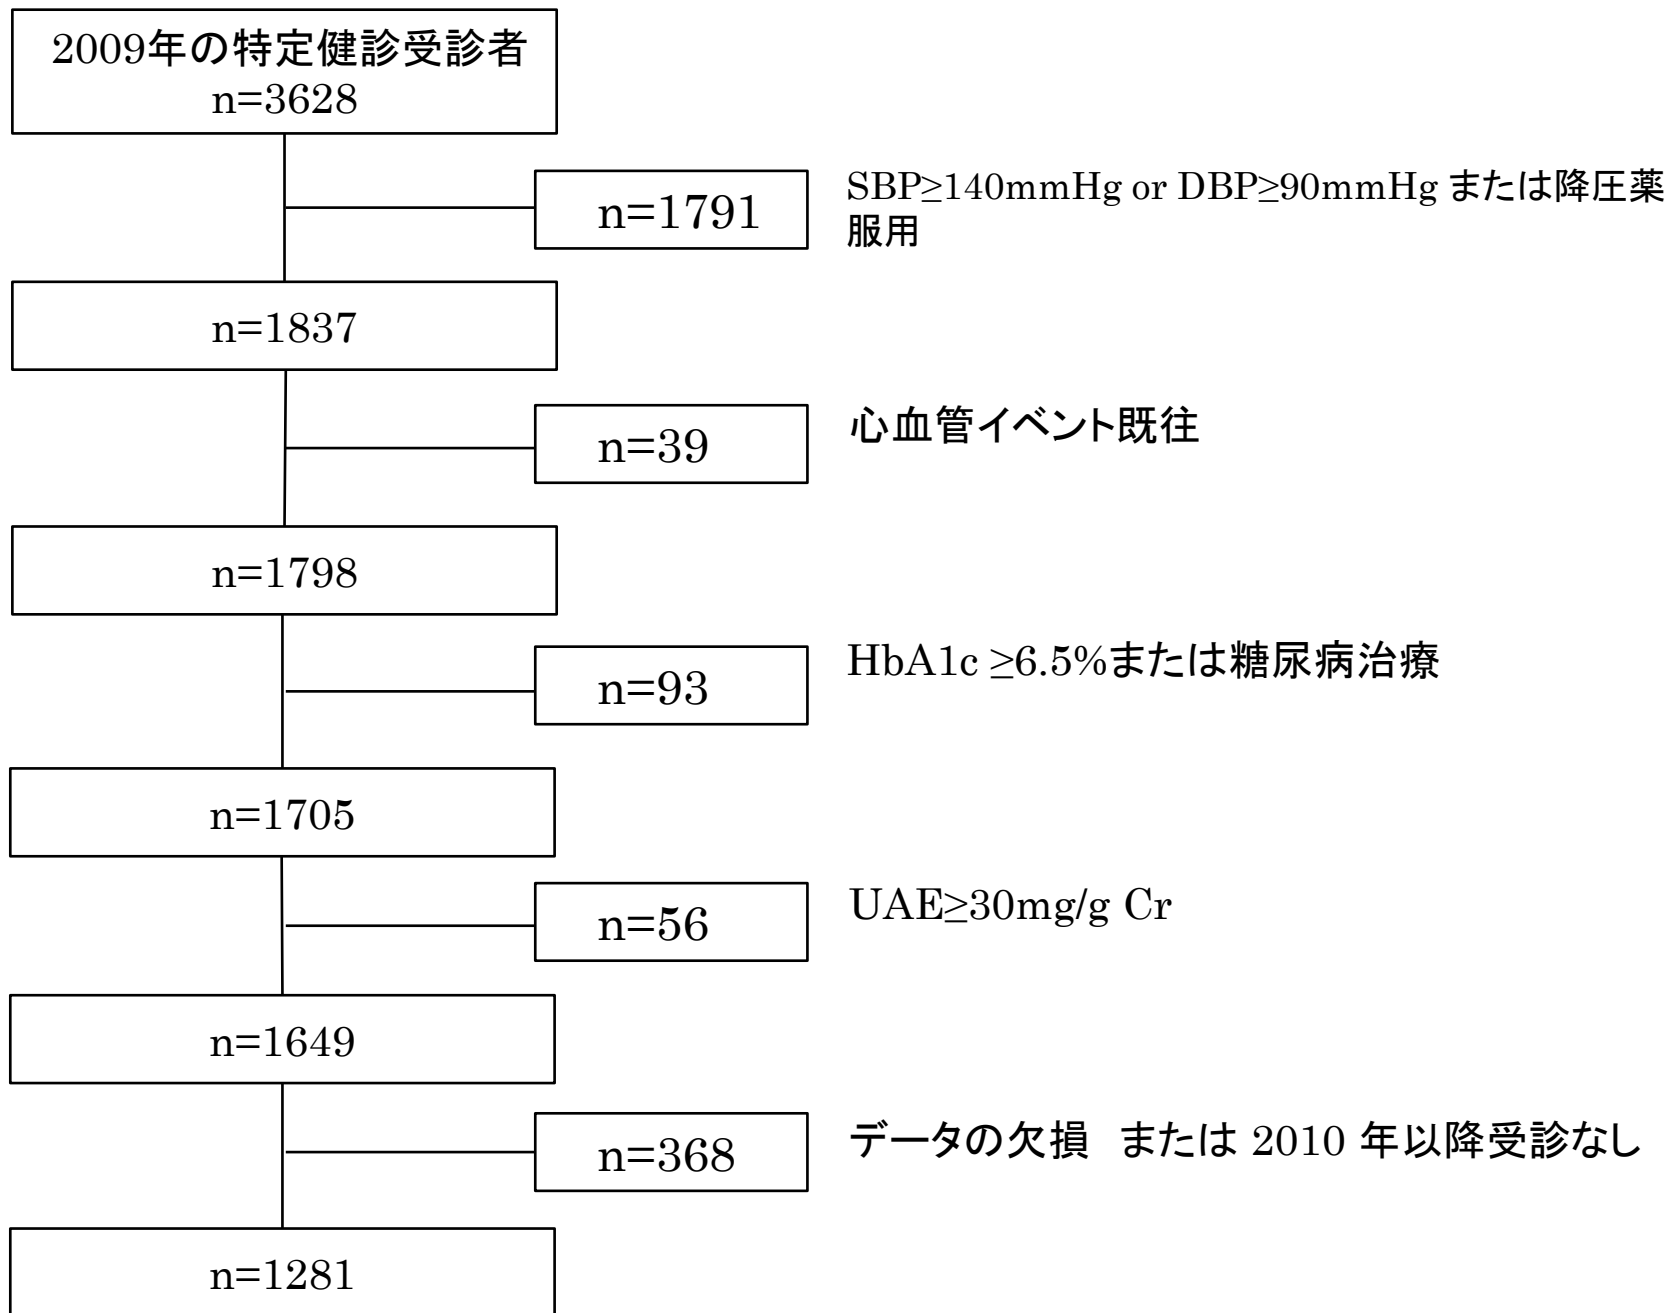 2009年の特定健診受診者
n=3628
n=1791
SBP≥140mmHg or DBP≥90mmHg または降圧薬
服用
n=1837
n=39
心血管イベント既往
n=1798
n=93
HbA1c ≥6.5%または糖尿病治療
n=1705
n=56
UAE≥30mg/g Cr
n=1649
n=368
データの欠損　または 2010 年以降受診なし
n=1281